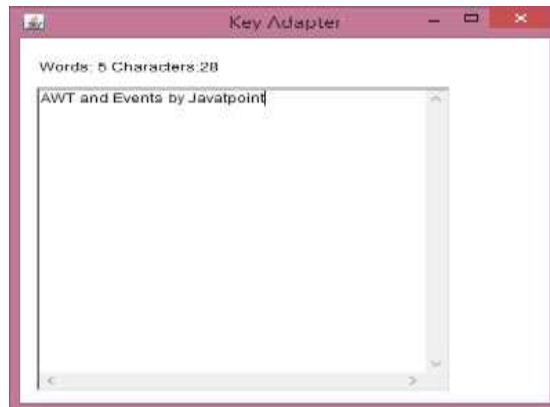 Key Adapter
Words: 5 Characters:28
AWT and Events by Javatpoint